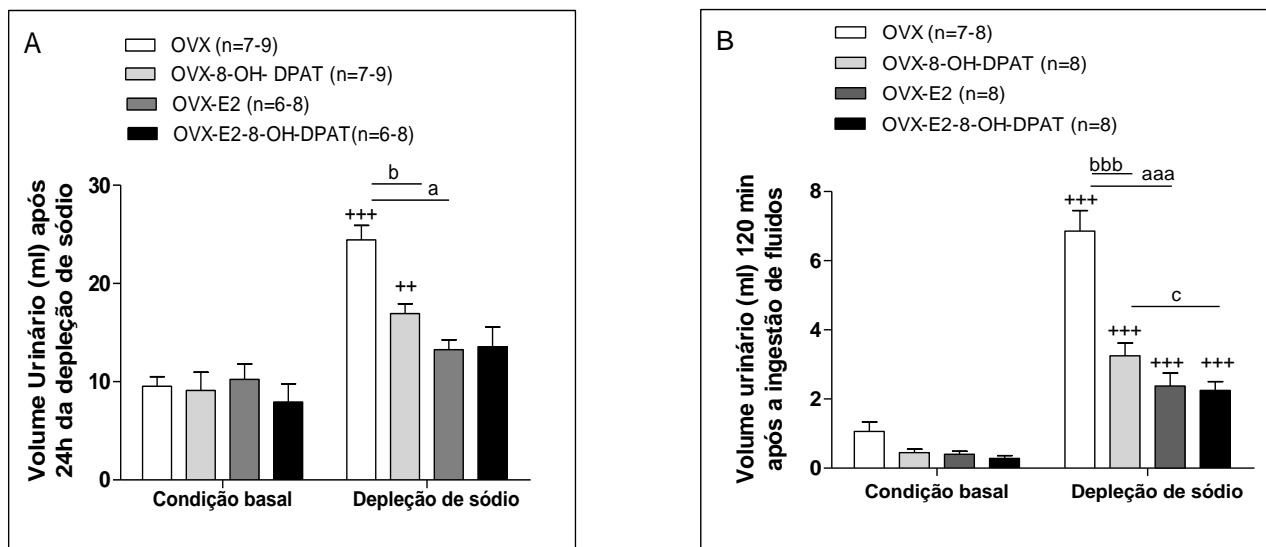 A
OVX (n=7-9)
OVX-8-OH- DPAT (n=7-9)
OVX-E2 (n=6-8)
OVX-E2-8-OH-DPAT(n=6-8)
Volume Urinário (ml) após
24h da depleção de sódio
30
20
10
0
b
a
+++
++
Condição basal
Depleção de sódio
B
OVX (n=7-8)
OVX-8-OH-DPAT (n=8)
OVX-E2 (n=8)
OVX-E2-8-OH-DPAT (n=8)
Volume urinário (ml) 120 min
após a ingestão de fluidos
8
6
4
2
0
bbb
aaa
+++
c
+++
+++
+++
Condição basal
Depleção de sódio